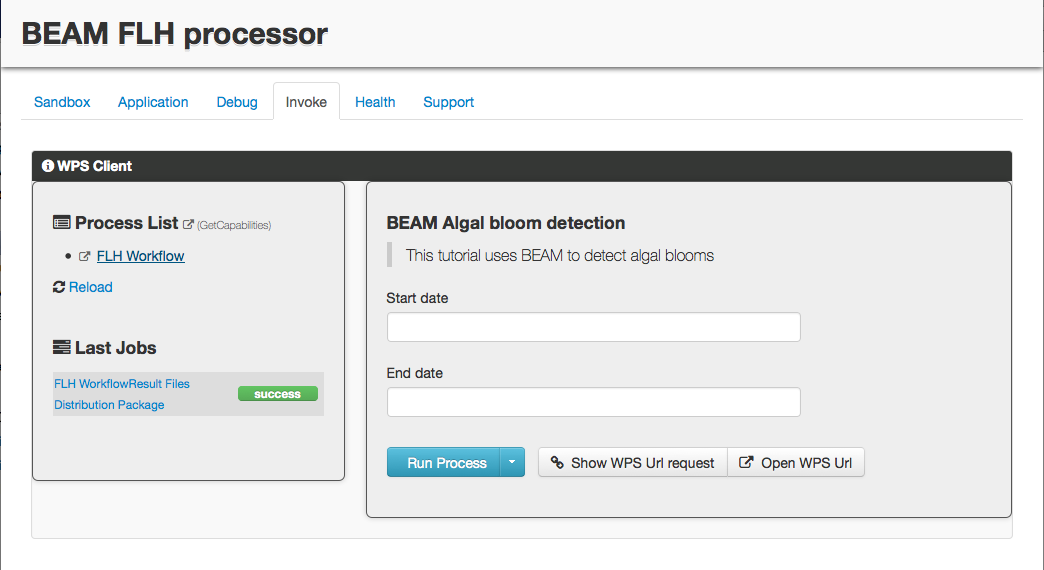 BEAM FLH processor
Sandbox Application Debug Invoke Health Support
WPS Client
Process List (GetCapabilities)
FLH Workflow
Reload
Last Jobs
FLH WorkflowResult Files
Distribution Package
success
BEAM Algal bloom detection
This tutorial uses BEAM to detect algal blooms
Start date
End date
Run Process Show WPS Url request Open WPS Url